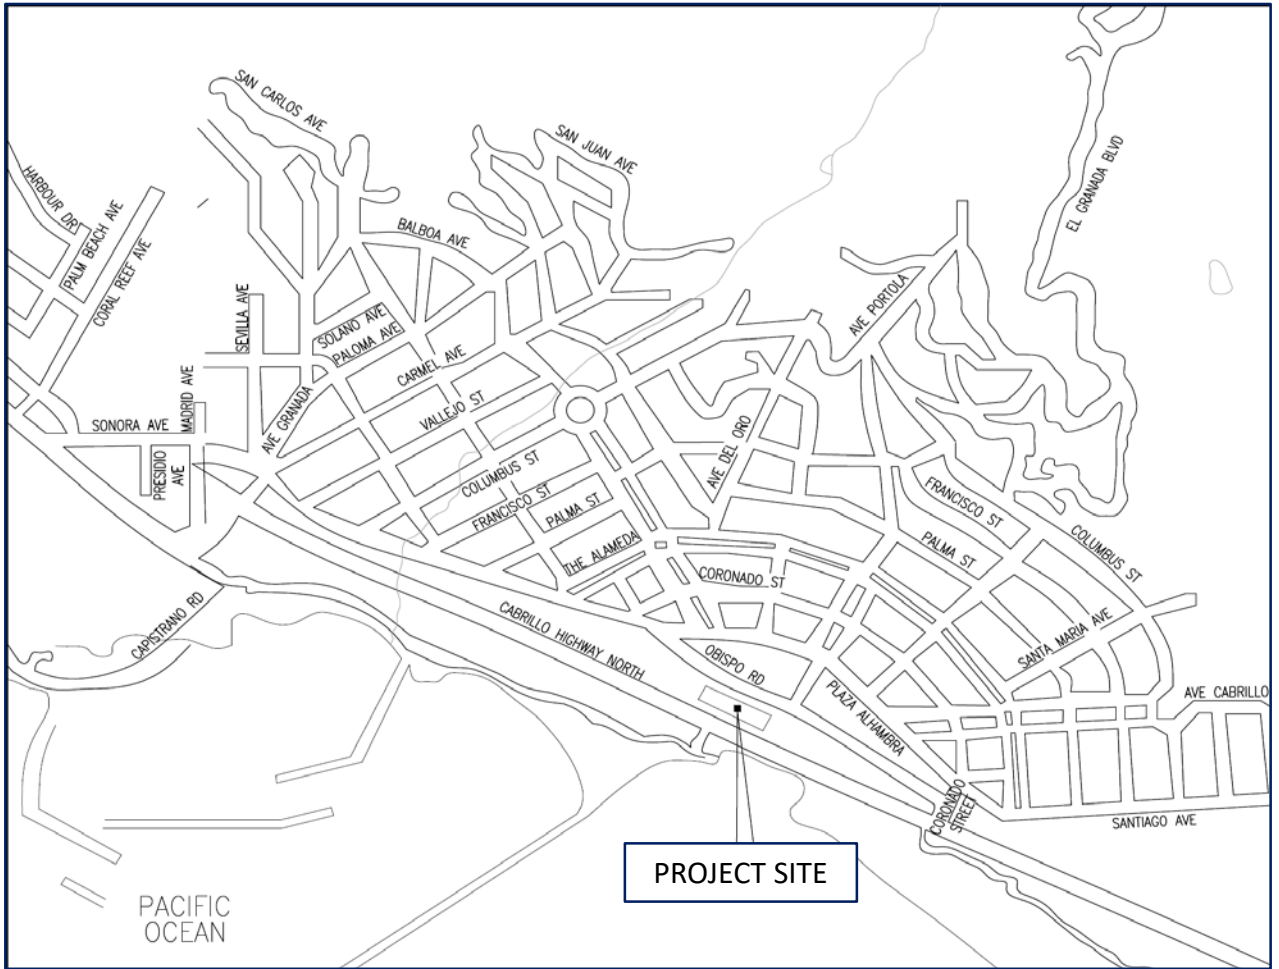 SAN CARLOS AVE
SAN JUAN AVE
EL GRANADA BLVD
HARBOUR DR
PALM BEACH AVE
CORAL REEF AVE
BALBOA AVE
SEVILLA AVE
SOLANO AVE
PALOMA AVE
AVE PORTOLA
CARMEL AVE
MADRID AVE
VALLEJO ST
SONORA AVE
AVE GRANADA
AVE DEL ORO
PRESIDIO
AVE
COLUMBUS ST
FRANCISCO ST
PALMA ST
THE ALAMEDA
FRANCISCO ST
COLUMBUS ST
PALMA ST
CORONADO ST
CAPISTRANO RD
CABRILLO HIGHWAY NORTH
SANTA MARIA AVE
OBISPO RD
PLAZA ALHAMBRA
AVE CABRILLO
CORONADO
STREET
SANTIAGO AVE
PROJECT SITE
PACIFIC
OCEAN